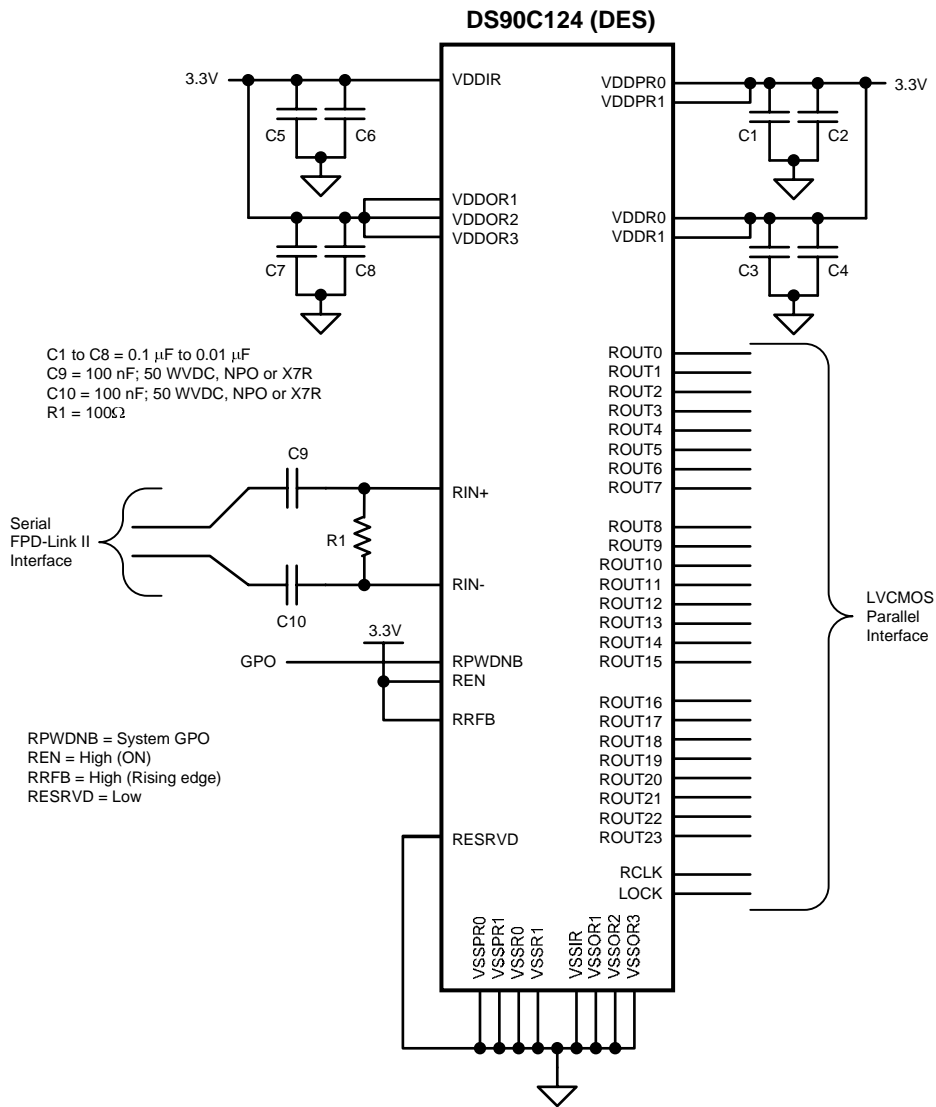 DS90C124 (DES)
3.3V
VDDIR
C5
C6
VDDOR1
VDDOR2
VDDOR3
C7
C8
VDDPR0
VDDPR1
3.3V
C1
C2
VDDR0
VDDR1
C3
C4
C1 to C8 = 0.1 μF to 0.01 μF
C9 = 100 nF; 50 WVDC, NPO or X7R
C10 = 100 nF; 50 WVDC, NPO or X7R
R1 = 100Ω
C9
Serial
FPD-Link II
Interface
R1
C10
RIN+
RIN-
3.3V
GPO
RPWDNB
REN
RRFB
RPWDNB = System GPO
REN = High (ON)
RRFB = High (Rising edge)
RESRVD = Low
RESRVD
ROUT0
ROUT1
ROUT2
ROUT3
ROUT4
ROUT5
ROUT6
ROUT7
ROUT8
ROUT9
ROUT10
ROUT11
ROUT12
ROUT13
ROUT14
ROUT15
ROUT16
ROUT17
ROUT18
ROUT19
ROUT20
ROUT21
ROUT22
ROUT23
RCLK
LOCK
LVCMOS
Parallel
Interface
VSSPR0
VSSPR1
VSSR0
VSSR1
VSSIR
VSSOR1
VSSOR2
VSSOR3